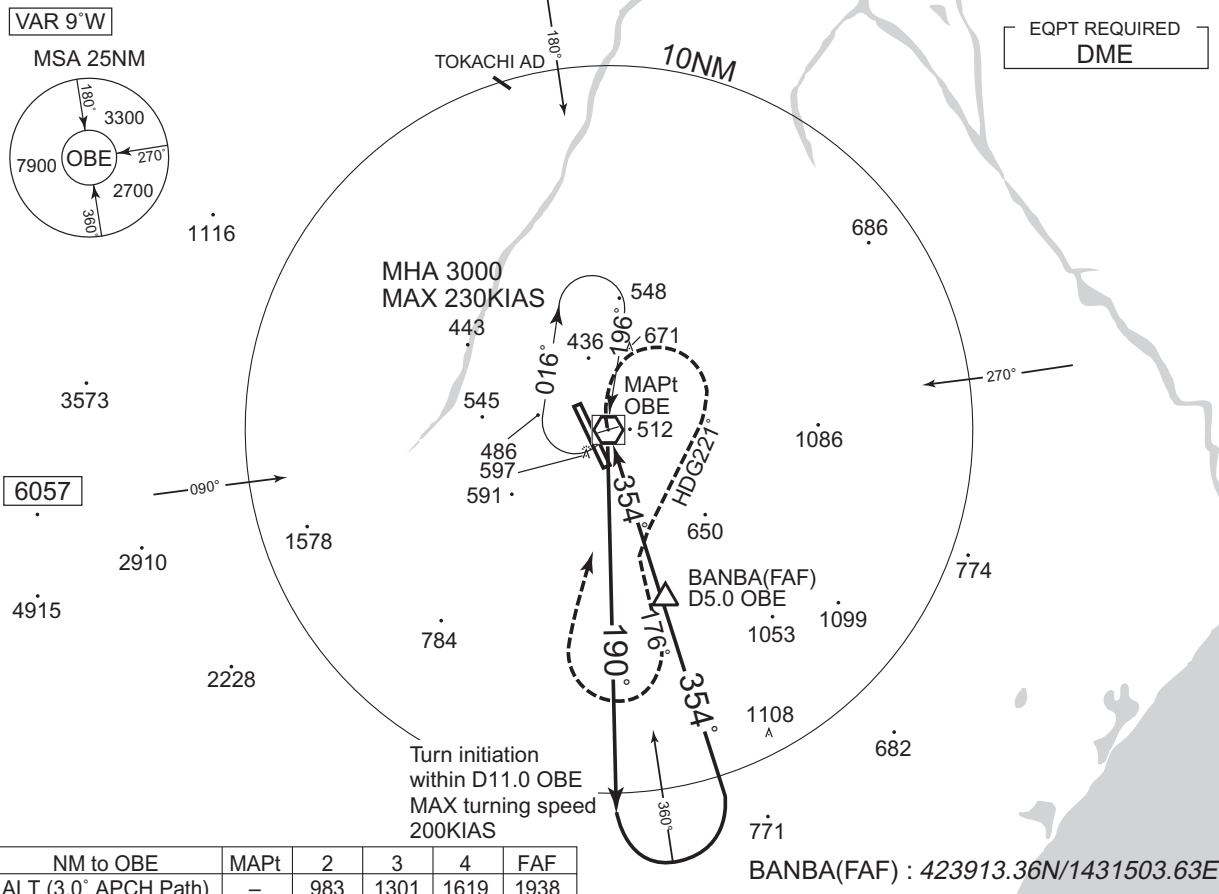 VAR 9°W
MSA 25NM
180°
3300
OBE
270°
7900
2700
360°
EQPT REQUIRED
DME
TOKACHI AD
180°
10NM
1116
686
MHA 3000
MAX 230KIAS
548
443
436
196°
671
016°
MAPt
OBE
270°
3573
545
512
1086
486
597
591
354°
HDG221°
6057
090°
1578
650
2910
774
4915
BANBA(FAF)
D5.0 OBE
1099
1053
784
176°
190°
2228
354°
1108
682
Turn initiation
within D11.0 OBE
MAX turning speed
200KIAS
360°
771
NM to OBE MAPt 2 3 4 FAF
ALT (3.0° APCH Path) – 983 1301 1619 1938
BANBA(FAF) : 423913.36N/1431503.63E